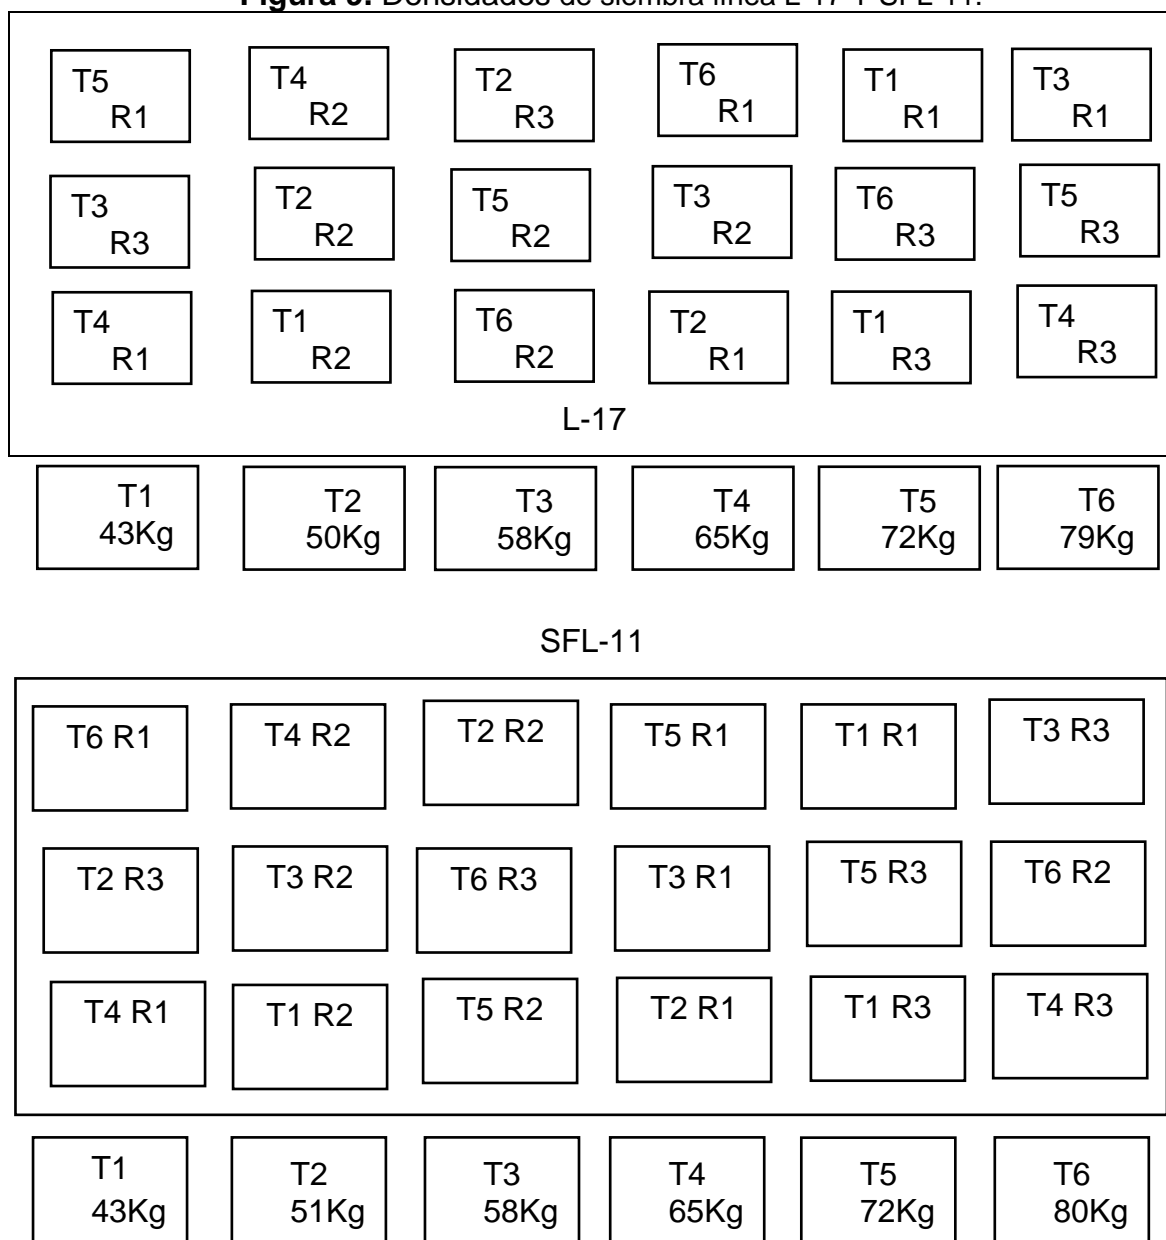 Figura 9. Densidades de siembra línea L-17 Y SFL-11.
T5 R1
T4 R2
T2 R3
T6 R1
T1 R1
T3 R1
T3 R3
T2 R2
T5 R2
T3 R2
T6 R3
T5 R3
T4 R1
T1 R2
T6 R2
T2 R1
T1 R3
T4 R3
L-17
T1 43Kg
T2 50Kg
T3 58Kg
T4 65Kg
T5 72Kg
T6 79Kg
SFL-11
T6 R1
T4 R2
T2 R2
T5 R1
T1 R1
T3 R3
T2 R3
T3 R2
T6 R3
T3 R1
T5 R3
T6 R2
T4 R1
T1 R2
T5 R2
T2 R1
T1 R3
T4 R3
T1 43Kg
T2 51Kg
T3 58Kg
T4 65Kg
T5 72Kg
T6 80Kg